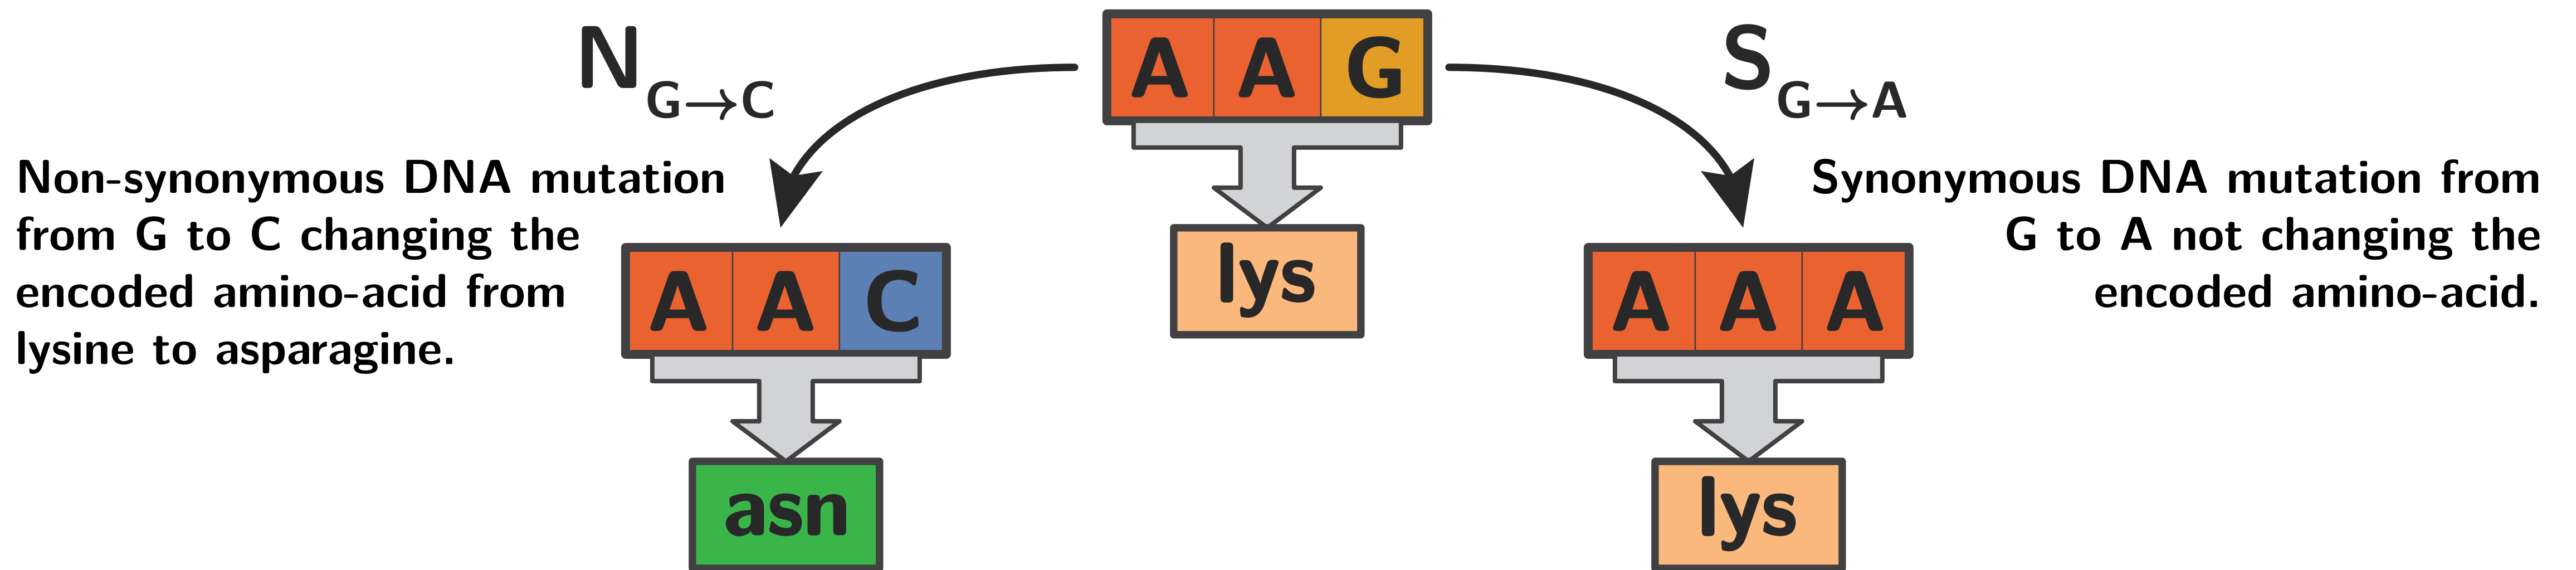 N G→C
A A G
S G→A
Non-synonymous DNA mutation
from G to C changing the
encoded amino-acid from
lysine to asparagine.
lys
Synonymous DNA mutation from
G to A not changing the
encoded amino-acid.
A A C
A A A
asn
lys